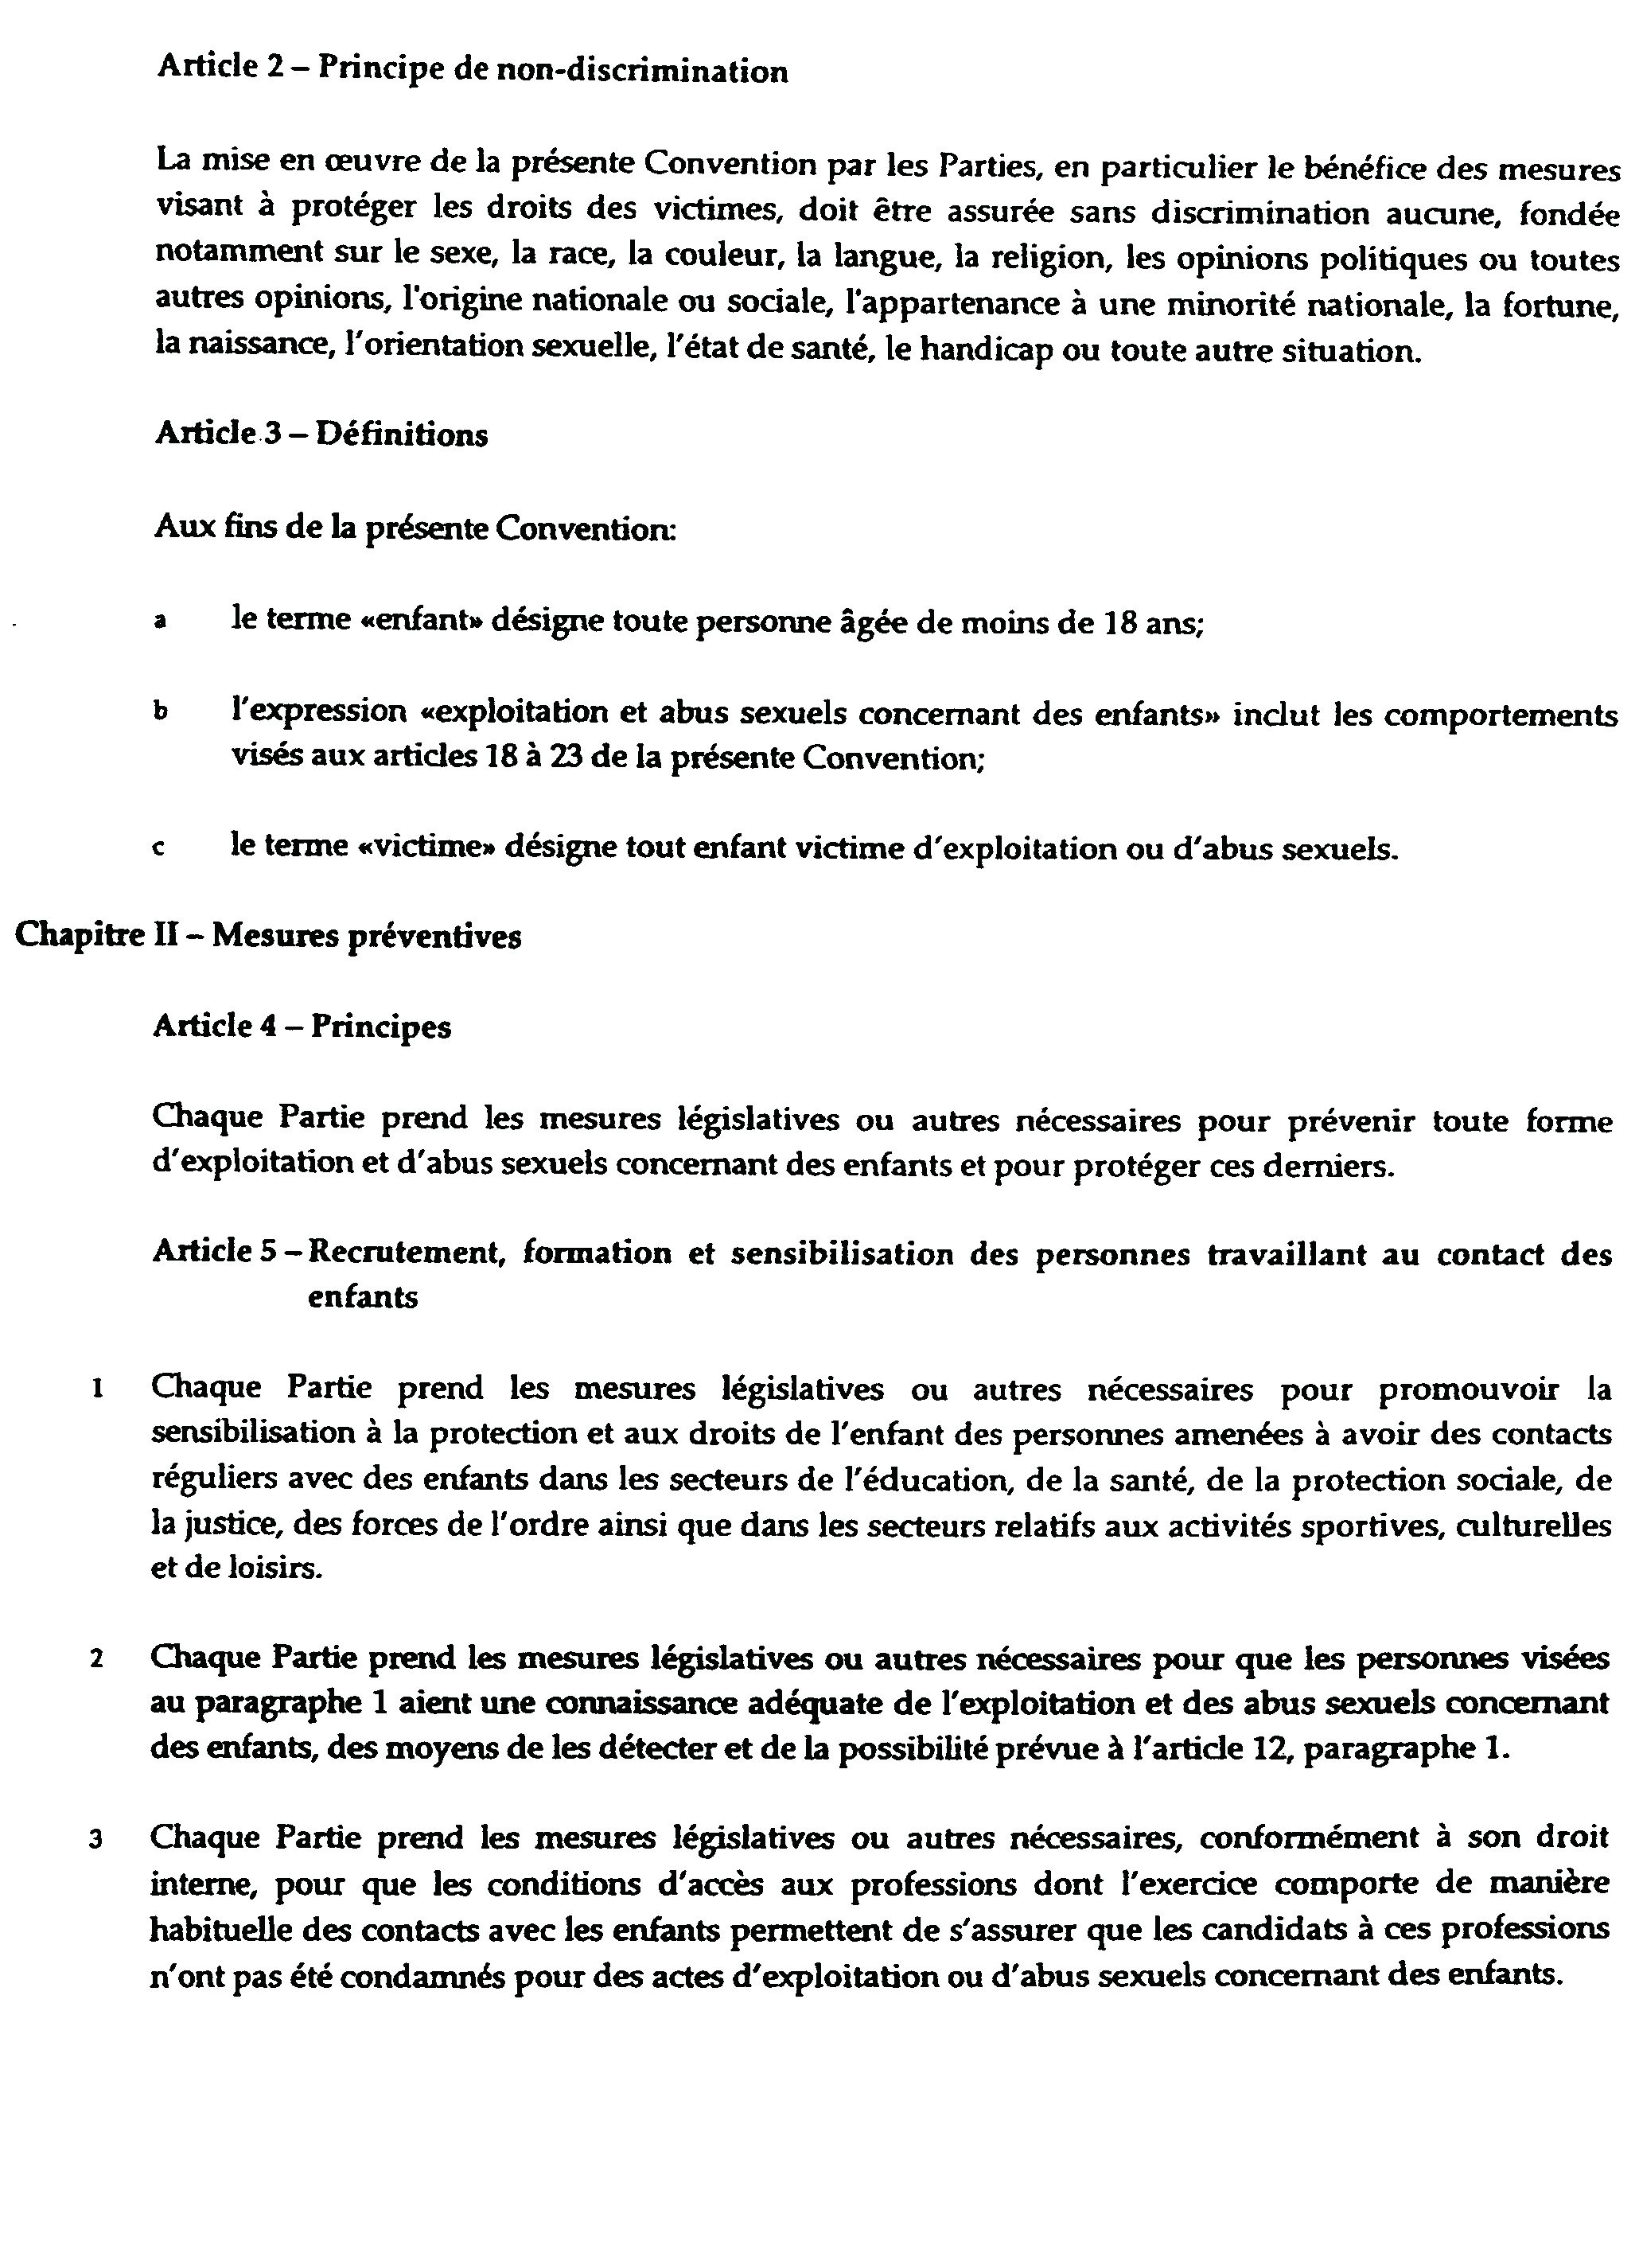 Article 2 – Principe de non-discrimination
La mise en œuvre de la présente Convention par les Parties, en particulier le bénéfice des mesures
visant à protéger les droits des victimes, doit être assurée sans discrimination aucune, fondée
notamment sur le sexe, la race, la couleur, la langue, la religion, les opinions politiques ou toutes
autres opinions, l'origine nationale ou sociale, l'appartenance à une minorité nationale, la fortune,
la naissance, l'orientation sexuelle, l'état de santé, le handicap ou toute autre situation.
Article 3 – Définitions
Aux fins de la présente Convention:
a le terme «enfant» désigne toute personne âgée de moins de 18 ans;
b l'expression «exploitation et abus sexuels concernant des enfants» inclut les comportements
visés aux articles 18 à 23 de la présente Convention;
c le terme «victime» désigne tout enfant victime d'exploitation ou d'abus sexuels.
Chapitre II – Mesures préventives
Article 4 – Principes
Chaque Partie prend les mesures législatives ou autres nécessaires pour prévenir toute forme
d'exploitation et d'abus sexuels concernant des enfants et pour protéger ces derniers.
Article 5 – Recrutement, formation et sensibilisation des personnes travaillant au contact des
enfants
1 Chaque Partie prend les mesures législatives ou autres nécessaires pour promouvoir la
sensibilisation à la protection et aux droits de l'enfant des personnes amenées à avoir des contacts
réguliers avec des enfants dans les secteurs de l'éducation, de la santé, de la protection sociale, de
la justice, des forces de l'ordre ainsi que dans les secteurs relatifs aux activités sportives, culturelles
et de loisirs.
2 Chaque Partie prend les mesures législatives ou autres nécessaires pour que les personnes visées
au paragraphe 1 aient une connaissance adéquate de l'exploitation et des abus sexuels concernant
des enfants, des moyens de les détecter et de la possibilité prévue à l'article 12, paragraphe 1.
3 Chaque Partie prend les mesures législatives ou autres nécessaires, conformément à son droit
interne, pour que les conditions d'accès aux professions dont l'exercice comporte de manière
habituelle des contacts avec les enfants permettent de s'assurer que les candidats à ces professions
n'ont pas été condamnés pour des actes d'exploitation ou d'abus sexuels concernant des enfants.